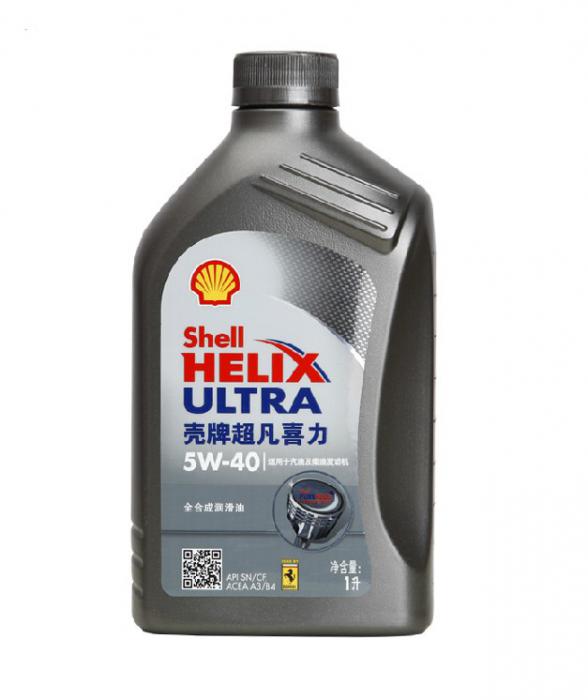 Shell
HELIX
ULTRA
壳牌超凡喜力
5W-40 适用于汽油及柴油发动机
全合成润滑油
API SN/CF
ACEA A3/B4
净含量:
1升